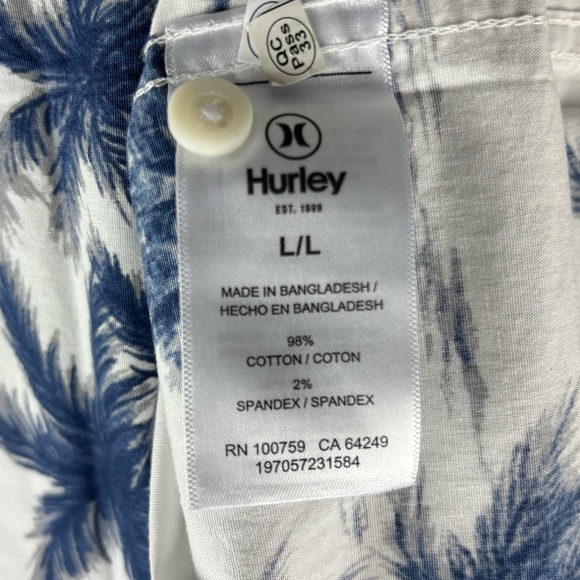 QC
Pass
33
Hurley
EST. 1999
L/L
MADE IN BANGLADESH /
HECHO EN BANGLADESH
98%
COTTON / COTON
2%
SPANDEX / SPANDEX
RN 100759 CA 64249
197057231584